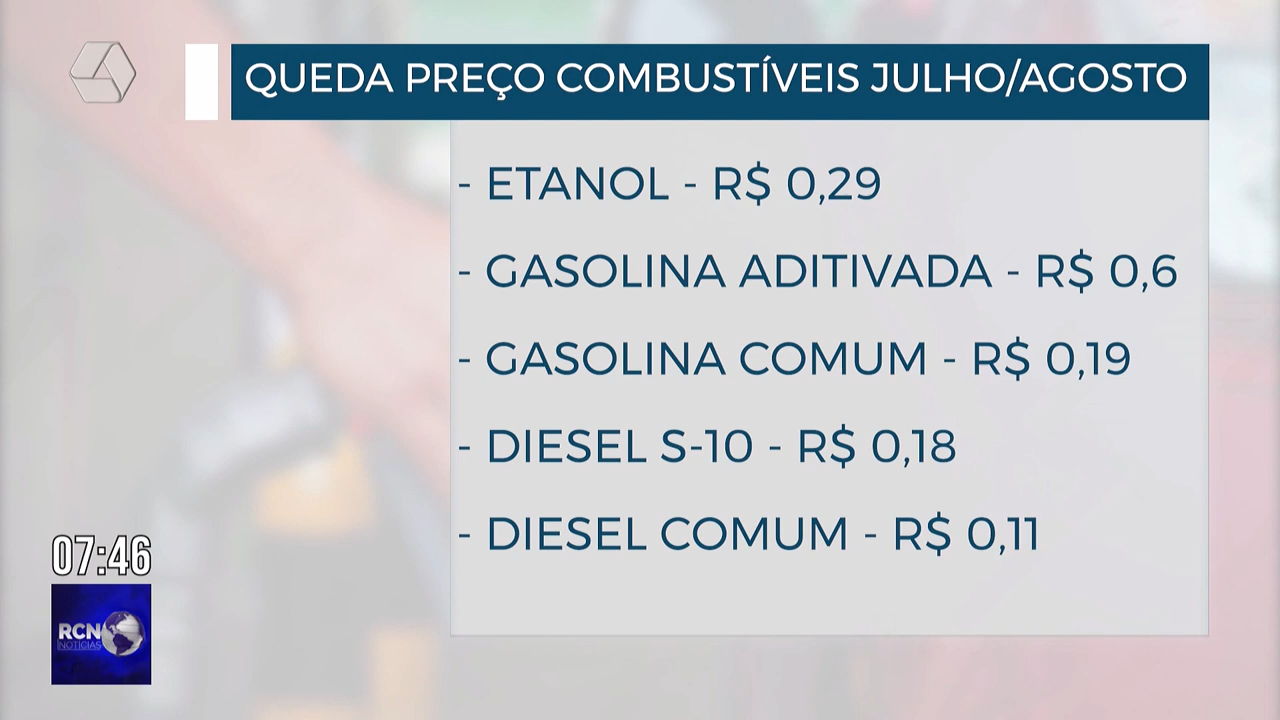 QUEDA PREÇO COMBUSTÍVEIS JULHO/AGOSTO
- ETANOL - R$ 0,29
- GASOLINA ADITIVADA - R$ 0,6
- GASOLINA COMUM - R$ 0,19
- DIESEL S-10 - R$ 0,18
- DIESEL COMUM - R$ 0,11
07:46
RCN
NOTÍCIAS